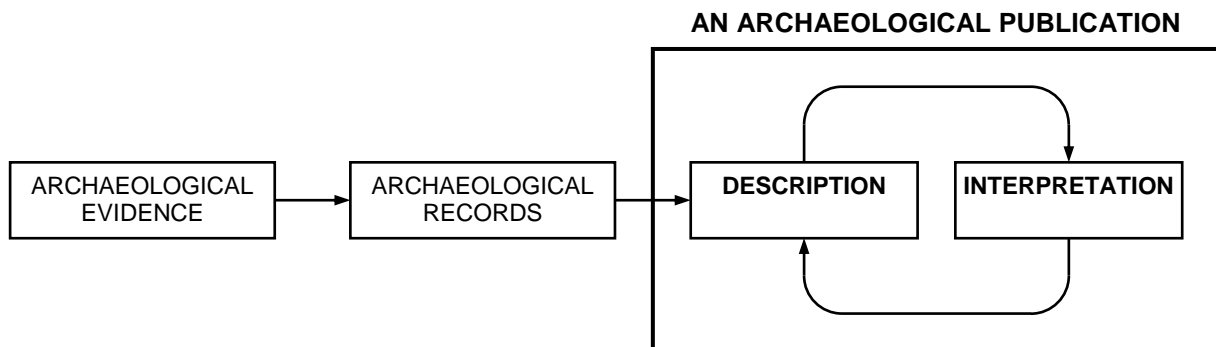 AN ARCHAEOLOGICAL PUBLICATION
ARCHAEOLOGICAL
EVIDENCE
ARCHAEOLOGICAL
RECORDS
DESCRIPTION
INTERPRETATION